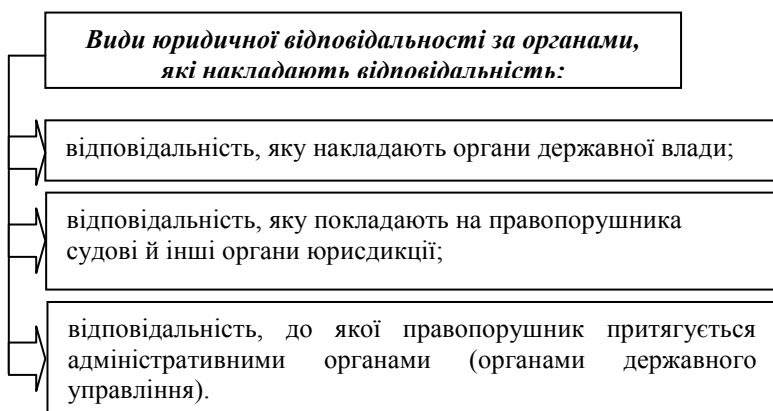 Види юридичної відповідальності за органами,
які накладають відповідальність:
відповідальність, яку накладають органи державної влади;
відповідальність, яку покладають на правопорушника
судові й інші органи юрисдикції;
відповідальність, до якої правопорушник притягується
адміністративними органами (органами державного
управління).